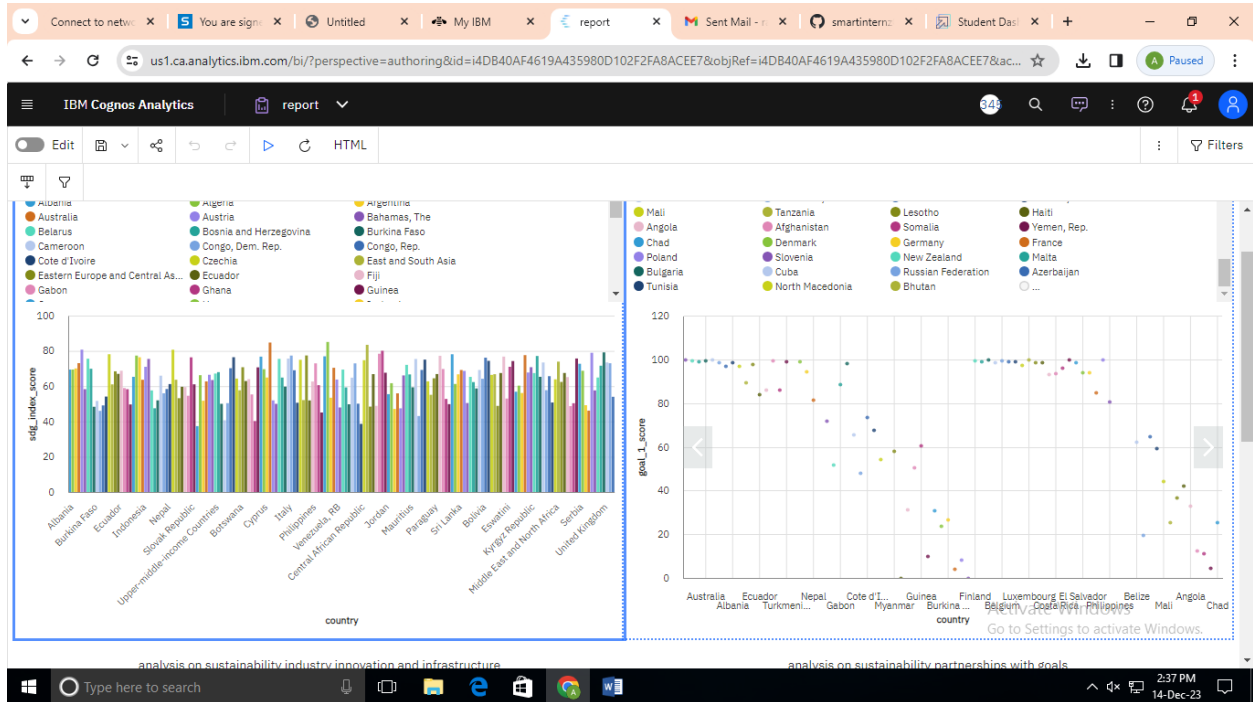 Connect to netwo
You are signe
Untitled
My IBM
report
Sent Mail - n
smartinternz
Student Das
us1.ca.analytics.ibm.com/bi/?perspective=authoring&id=i4DB40AF4619A435980D102F2FA8ACEE7&objRef=i4DB40AF4619A435980D102F2FA8ACEE7&ac...
A Paused
IBM Cognos Analytics
report
345
1
Edit
HTML
Filters
Albania Algeria Argentina
Australia Austria Bahamas, The
Belarus Bosnia and Herzegovina Burkina Faso
Cameroon Congo, Dem. Rep. Congo, Rep.
Cote d'Ivoire Czechia East and South Asia
Eastern Europe and Central As... Ecuador Fiji
Gabon Ghana Guinea
100
80
60
40
20
0
sdg_index_score
Albania
Burkina Faso
Ecuador
Indonesia
Nepal
Slovak Republic
Upper-middle-income Countries
Botswana
Cyprus
Italy
Philippines
Venezuela, RB
Central African Republic
Jordan
Mauritius
Paraguay
Sri Lanka
Bolivia
Eswatini
Kyrgyz Republic
Middle East and North Africa
Serbia
United Kingdom
country
Mali Tanzania Lesotho Haiti
Angola Afghanistan Somalia Yemen, Rep.
Chad Denmark Germany France
Poland Slovenia New Zealand Malta
Bulgaria Cuba Russian Federation Azerbaijan
Tunisia North Macedonia Bhutan ...
120
100
80
60
40
20
0
goal_1_score
Australia Ecuador Nepal Cote d'I... Guinea Finland Luxembourg El Salvador Belize Angola
Albania Turkmeni... Gabon Myanmar Burkina ... Belgium Costa Rica Philippines Mali Chad
country
Activate Windows
Go to Settings to activate Windows.
analysis on sustainability industry innovation and infrastructure
analysis on sustainability partnerships with goals
Type here to search
2:37 PM
14-Dec-23